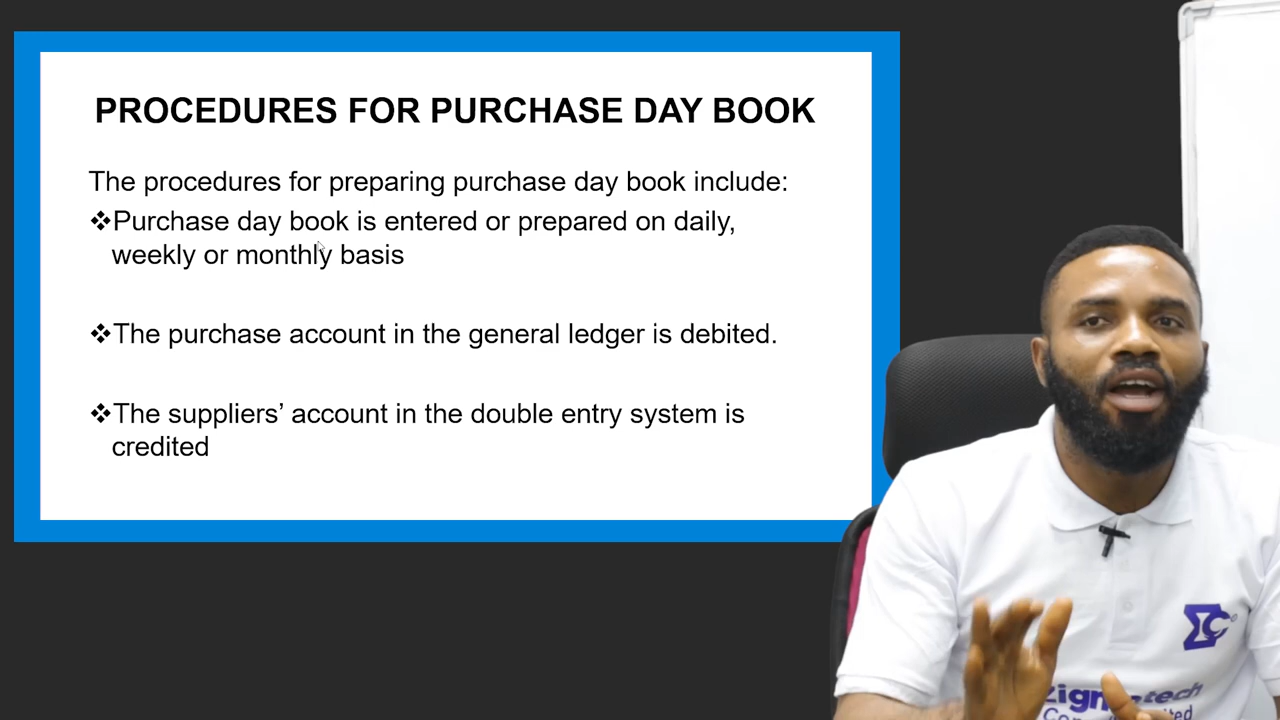 PROCEDURES FOR PURCHASE DAY BOOK
The procedures for preparing purchase day book include:
❖Purchase day book is entered or prepared on daily,
weekly or monthly basis
❖The purchase account in the general ledger is debited.
❖The suppliers’ account in the double entry system is
credited